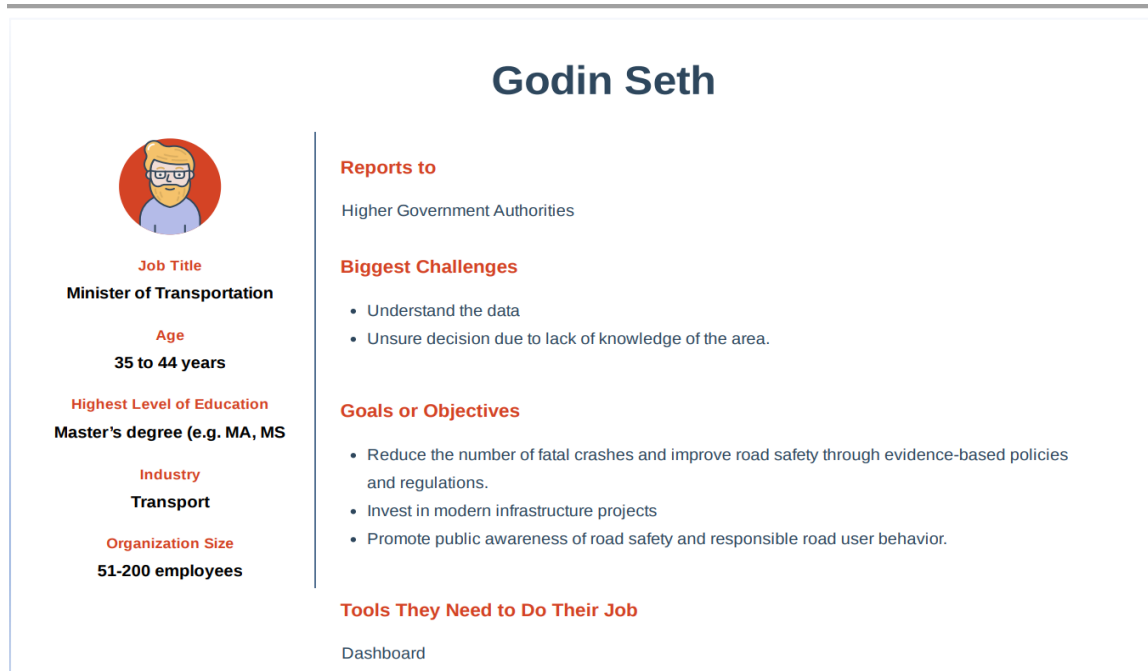 Godin Seth
Job Title
Minister of Transportation
Age
35 to 44 years
Highest Level of Education
Master’s degree (e.g. MA, MS
Industry
Transport
Organization Size
51-200 employees
Reports to
Higher Government Authorities
Biggest Challenges
• Understand the data
• Unsure decision due to lack of knowledge of the area.
Goals or Objectives
• Reduce the number of fatal crashes and improve road safety through evidence-based policies
and regulations.
• Invest in modern infrastructure projects
• Promote public awareness of road safety and responsible road user behavior.
Tools They Need to Do Their Job
Dashboard